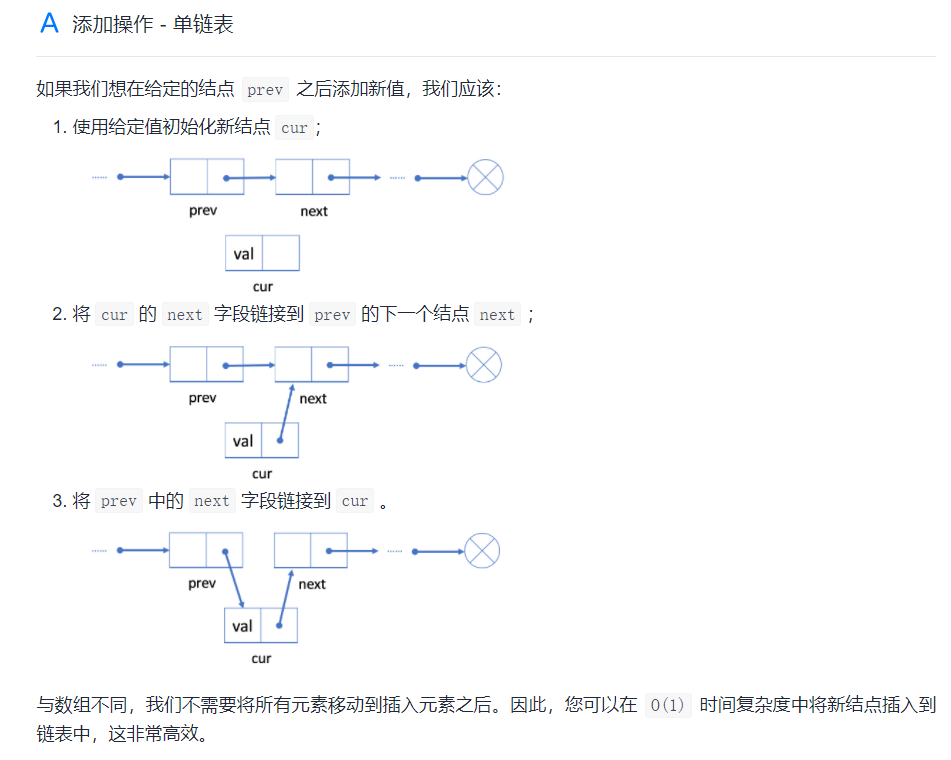 A 添加操作 - 单链表
如果我们想在给定的结点 prev 之后添加新值，我们应该：
1. 使用给定值初始化新结点 cur；
prev next
val
cur
2. 将 cur 的 next 字段链接到 prev 的下一个结点 next ；
prev next
val
cur
3. 将 prev 中的 next 字段链接到 cur 。
prev next
val
cur
与数组不同，我们不需要将所有元素移动到插入元素之后。因此，您可以在 O(1) 时间复杂度中将新结点插入到
链表中，这非常高效。